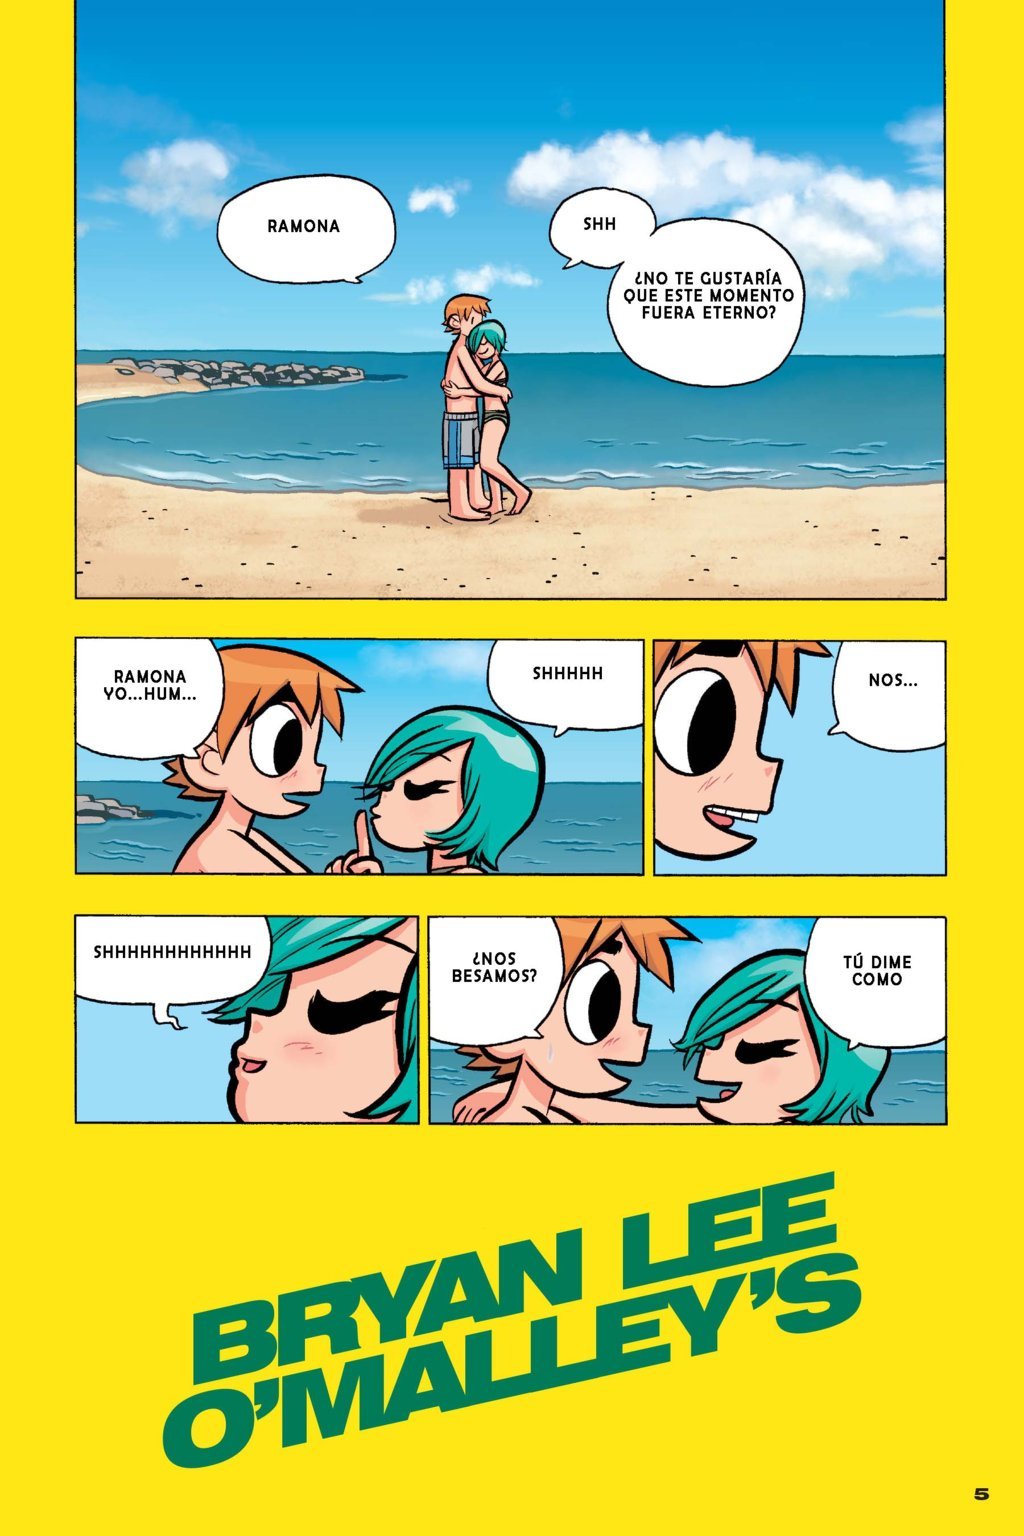 RAMONA
SHH
¿NO TE GUSTARÍA
QUE ESTE MOMENTO
FUERA ETERNO?
RAMONA
YO...HUM...
SHHHHH
NOS...
SHHHHHHHHHHHH
¿NOS
BESAMOS?
TÚ DIME
COMO
BRYAN LEE
O'MALLEY'S
5